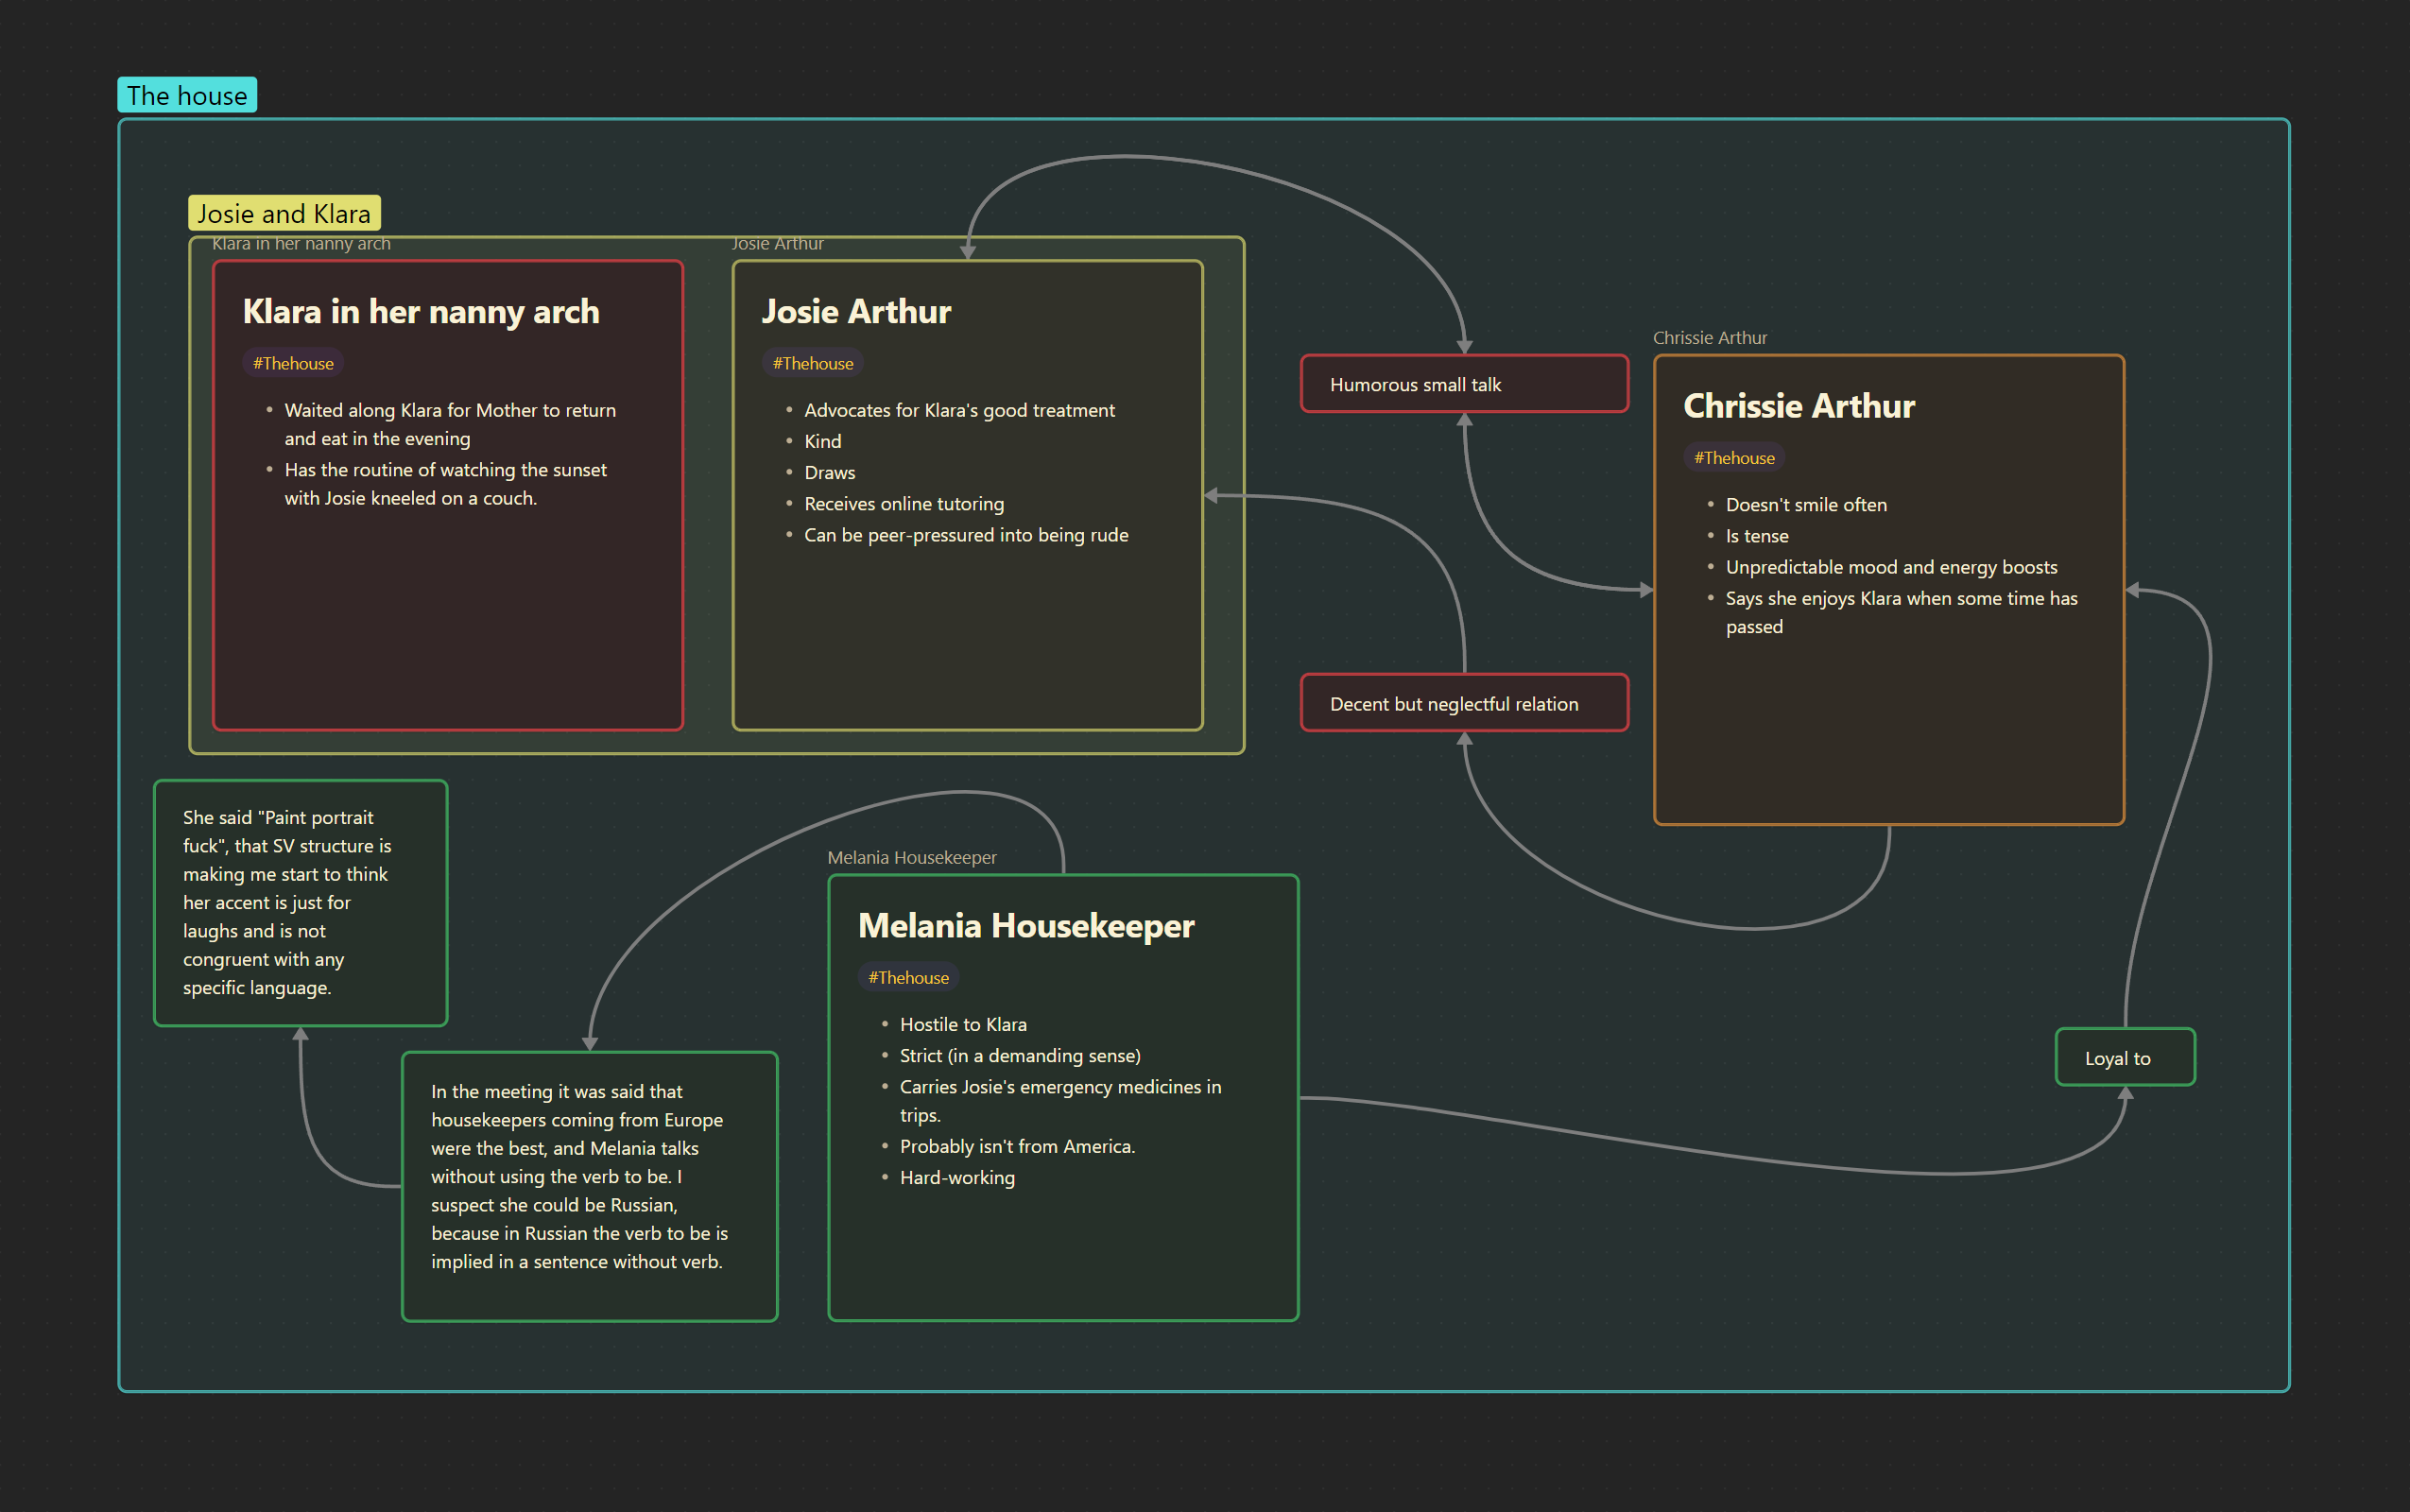 The house
Josie and Klara
Klara in her nanny arch
Klara in her nanny arch
#Thehouse
Waited along Klara for Mother to return
and eat in the evening
Has the routine of watching the sunset
with Josie kneeled on a couch.
Josie Arthur
Josie Arthur
#Thehouse
Advocates for Klara's good treatment
Kind
Draws
Receives online tutoring
Can be peer-pressured into being rude
Humorous small talk
Decent but neglectful relation
Chrissie Arthur
Chrissie Arthur
#Thehouse
Doesn't smile often
Is tense
Unpredictable mood and energy boosts
Says she enjoys Klara when some time has
passed
She said "Paint portrait
fuck", that SV structure is
making me start to think
her accent is just for
laughs and is not
congruent with any
specific language.
In the meeting it was said that
housekeepers coming from Europe
were the best, and Melania talks
without using the verb to be. I
suspect she could be Russian,
because in Russian the verb to be is
implied in a sentence without verb.
Melania Housekeeper
Melania Housekeeper
#Thehouse
Hostile to Klara
Strict (in a demanding sense)
Carries Josie's emergency medicines in
trips.
Probably isn't from America.
Hard-working
Loyal to